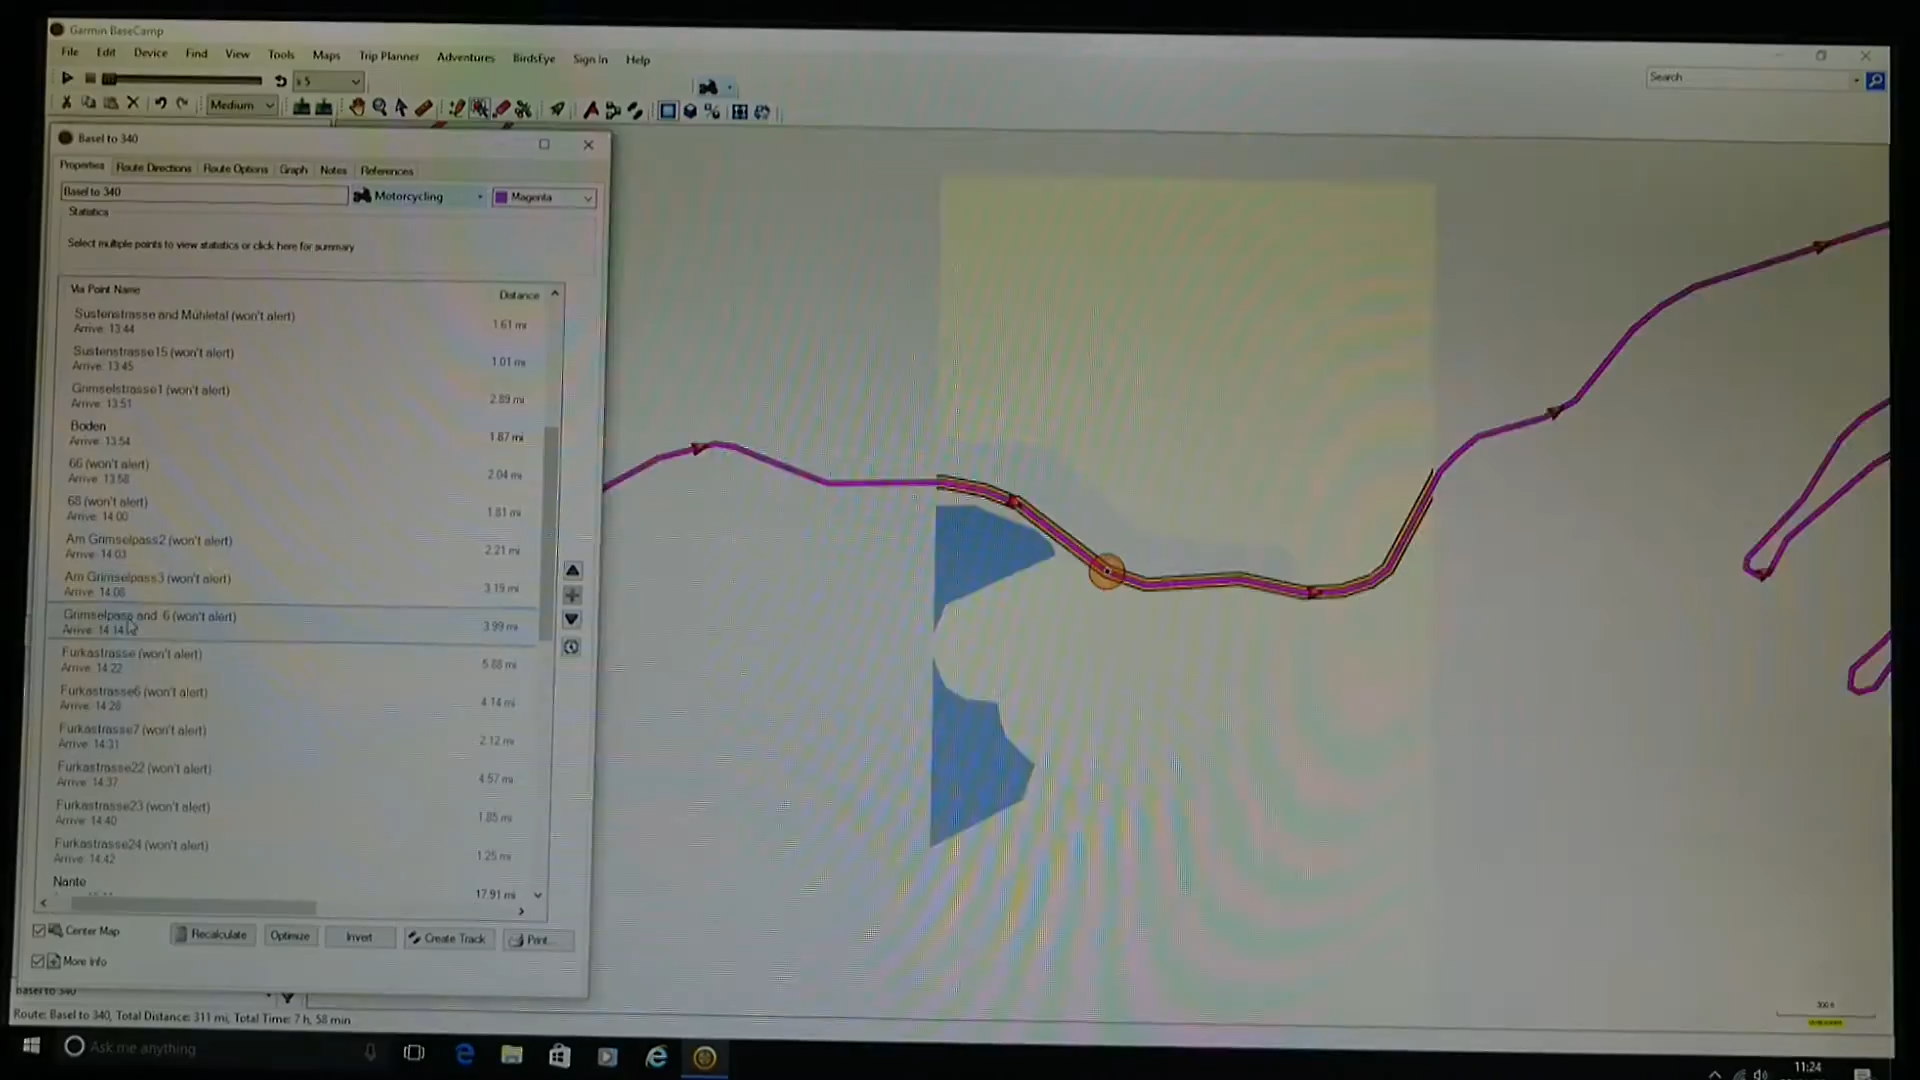 Garmin BaseCamp
File Edit Device Find View Tools Maps Trip Planner Adventures BirdsEye Sign In Help
x 5
Search
Medium
Basel to 340
Properties Route Directions Route Options Graph Notes References
Basel to 340 Motorcycling Magenta
Statistics
Select multiple points to view statistics or click here for summary
Via Point Name Distance
Sustenstrasse and Mühletal (won't alert)
Arrive: 13:44 1.61 mi
Sustenstrasse15 (won't alert)
Arrive: 13:45 1.01 mi
Grimselstrasse1 (won't alert)
Arrive: 13:51 2.89 mi
Boden
Arrive: 13:54 1.87 mi
66 (won't alert)
Arrive: 13:58 2.04 mi
68 (won't alert)
Arrive: 14:00 1.81 mi
Am Grimselpass2 (won't alert)
Arrive: 14:03 2.21 mi
Am Grimselpass3 (won't alert)
Arrive: 14:08 3.19 mi
Grimselpass and 6 (won't alert)
Arrive: 14:14 3.99 mi
Furkastrasse (won't alert)
Arrive: 14:22 5.88 mi
Furkastrasse6 (won't alert)
Arrive: 14:28 4.14 mi
Furkastrasse7 (won't alert)
Arrive: 14:31 2.12 mi
Furkastrasse22 (won't alert)
Arrive: 14:37 4.57 mi
Furkastrasse23 (won't alert)
Arrive: 14:40 1.85 mi
Furkastrasse24 (won't alert)
Arrive: 14:42 1.25 mi
Nante 17.91 mi
Center Map Recalculate Optimize Invert Create Track Print...
More Info
Basel to 340
Route: Basel to 340, Total Distance: 311 mi, Total Time: 7 h, 58 min
Ask me anything
11:24